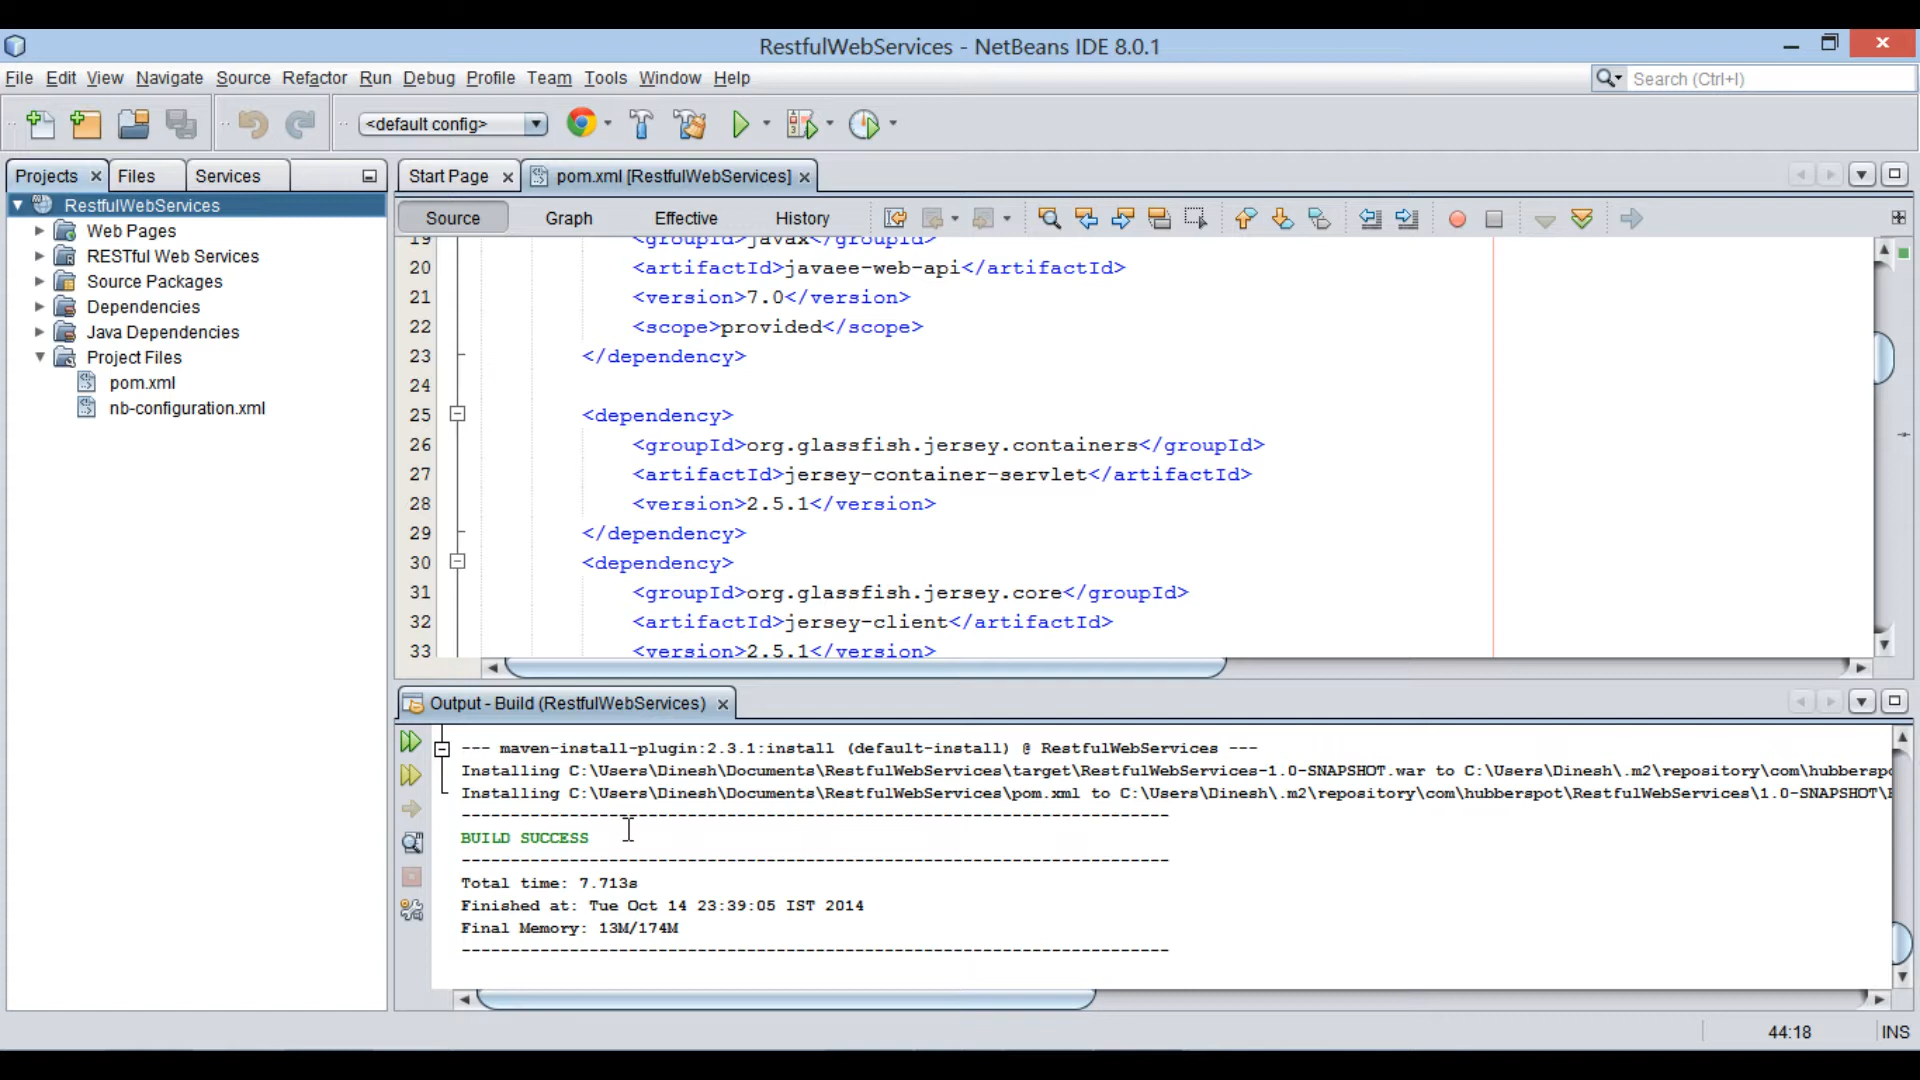 RestfulWebServices - NetBeans IDE 8.0.1
File Edit View Navigate Source Refactor Run Debug Profile Team Tools Window Help
Search (Ctrl+I)
<default config>
Projects Files Services
Start Page pom.xml [RestfulWebServices]
RestfulWebServices
Web Pages
RESTful Web Services
Source Packages
Dependencies
Java Dependencies
Project Files
pom.xml
nb-configuration.xml
Source Graph Effective History
19 <groupId>javax</groupId>
20 <artifactId>javaee-web-api</artifactId>
21 <version>7.0</version>
22 <scope>provided</scope>
23 </dependency>
24
25 <dependency>
26 <groupId>org.glassfish.jersey.containers</groupId>
27 <artifactId>jersey-container-servlet</artifactId>
28 <version>2.5.1</version>
29 </dependency>
30 <dependency>
31 <groupId>org.glassfish.jersey.core</groupId>
32 <artifactId>jersey-client</artifactId>
33 <version>2.5.1</version>
Output - Build (RestfulWebServices)
--- maven-install-plugin:2.3.1:install (default-install) @ RestfulWebServices ---
Installing C:\Users\Dinesh\Documents\RestfulWebServices\target\RestfulWebServices-1.0-SNAPSHOT.war to C:\Users\Dinesh\.m2\repository\com\hubberspo
Installing C:\Users\Dinesh\Documents\RestfulWebServices\pom.xml to C:\Users\Dinesh\.m2\repository\com\hubberspot\RestfulWebServices\1.0-SNAPSHOT\
------------------------------------------------------------------------
BUILD SUCCESS
------------------------------------------------------------------------
Total time: 7.713s
Finished at: Tue Oct 14 23:39:05 IST 2014
Final Memory: 13M/174M
------------------------------------------------------------------------
44:18 INS